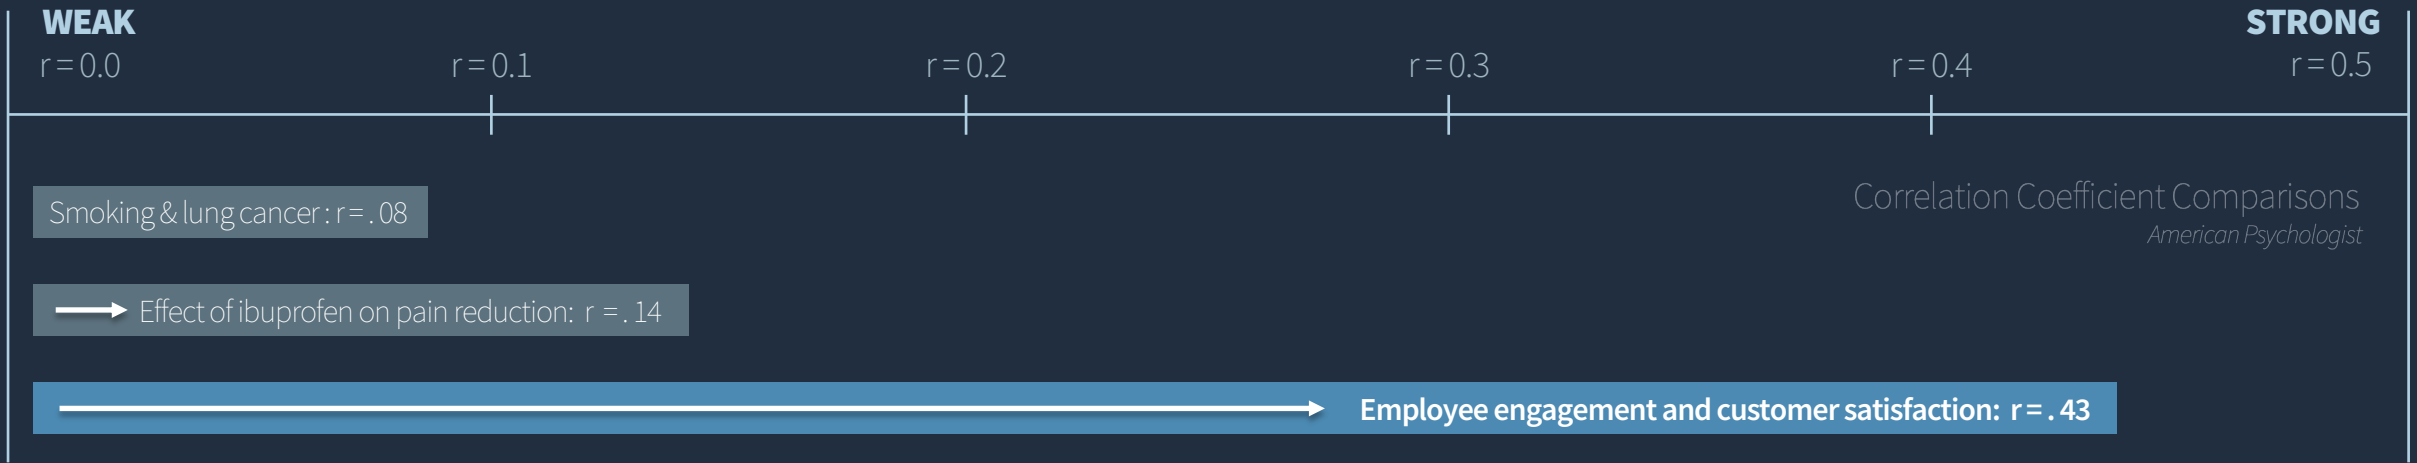 WEAK STRONG
r = 0.0 r = 0.1 r = 0.2 r = 0.3 r = 0.4 r = 0.5
Smoking & lung cancer : r = . 08
Correlation Coefficient Comparisons
American Psychologist
Effect of ibuprofen on pain reduction: r = . 14
Employee engagement and customer satisfaction: r = . 43